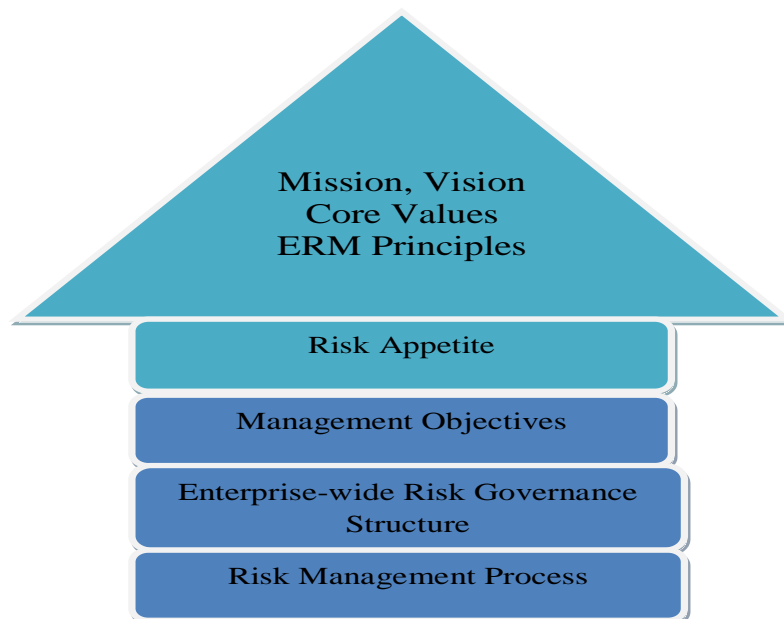 Mission, Vision
Core Values
ERM Principles
Risk Appetite
Management Objectives
Enterprise-wide Risk Governance
Structure
Risk Management Process